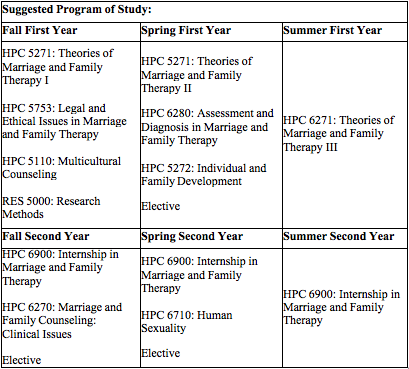 Suggested Program of Study:
Fall First Year
HPC 5271: Theories of
Marriage and Family
Therapy I
HPC 5753: Legal and
Ethical Issues in Marriage
and Family Therapy
HPC 5110: Multicultural
Counseling
RES 5000: Research
Methods
Spring First Year
HPC 5271: Theories of
Marriage and Family
Therapy II
HPC 6280: Assessment and
Diagnosis in Marriage and
Family Therapy
HPC 5272: Individual and
Family Development
Elective
Summer First Year
HPC 6271: Theories of
Marriage and Family
Therapy III
Fall Second Year
HPC 6900: Internship in
Marriage and Family
Therapy
HPC 6270: Marriage and
Family Counseling:
Clinical Issues
Elective
Spring Second Year
HPC 6900: Internship in
Marriage and Family
Therapy
HPC 6710: Human
Sexuality
Elective
Summer Second Year
HPC 6900: Internship in
Marriage and Family
Therapy